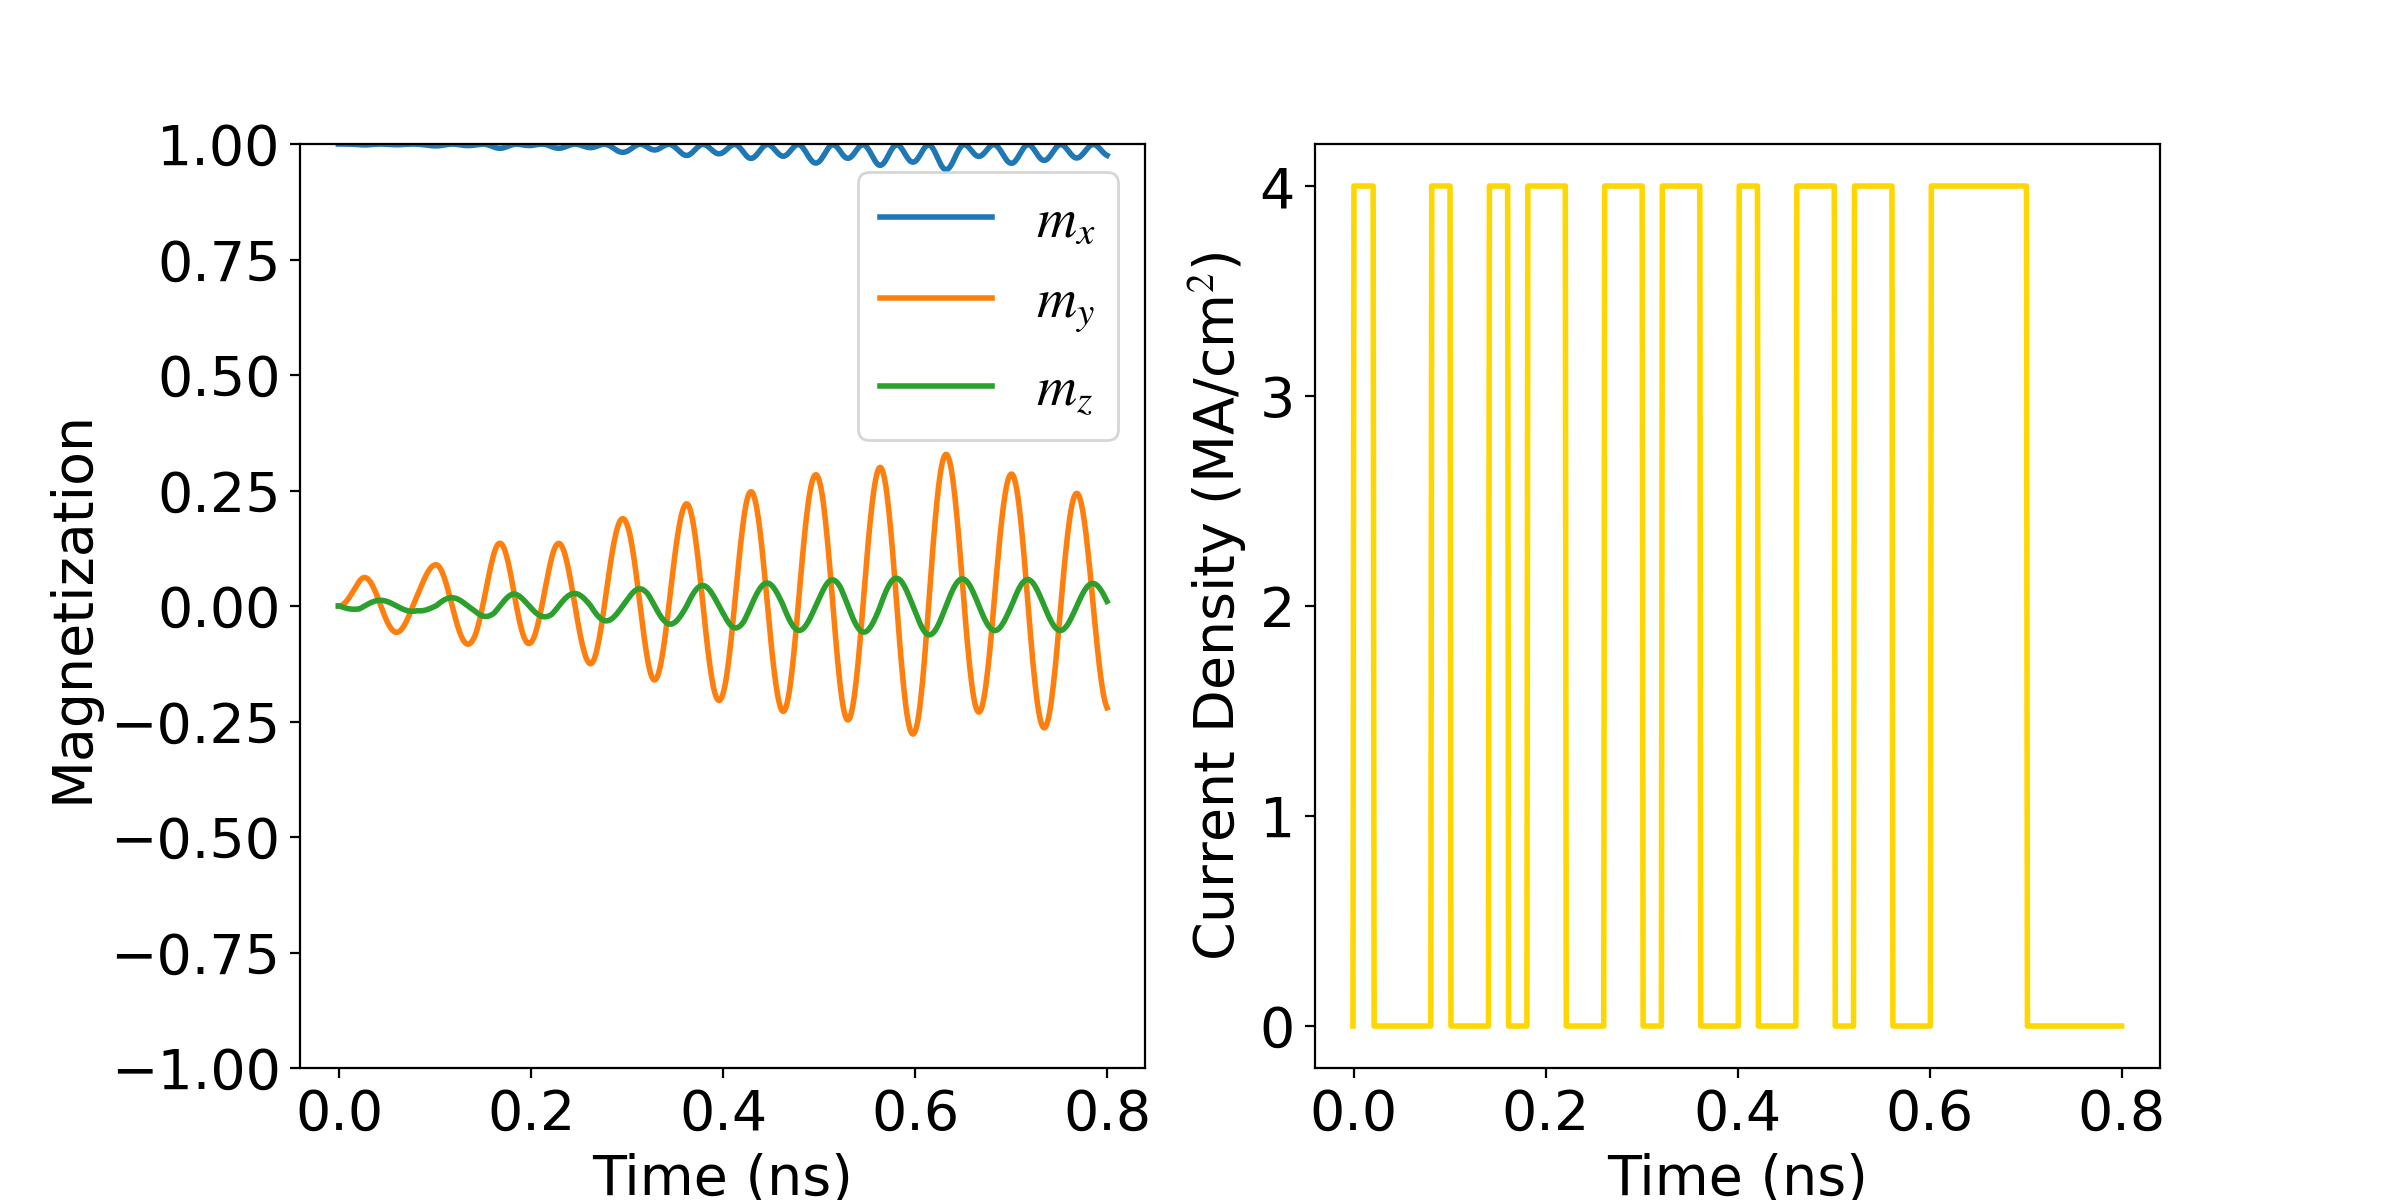 1.00
0.75
0.50
0.25
0.00
−0.25
−0.50
−0.75
−1.00
Magnetization
0.0 0.2 0.4 0.6 0.8
Time (ns)
m_x
m_y
m_z
4
3
2
1
0
Current Density (MA/cm²)
0.0 0.2 0.4 0.6 0.8
Time (ns)